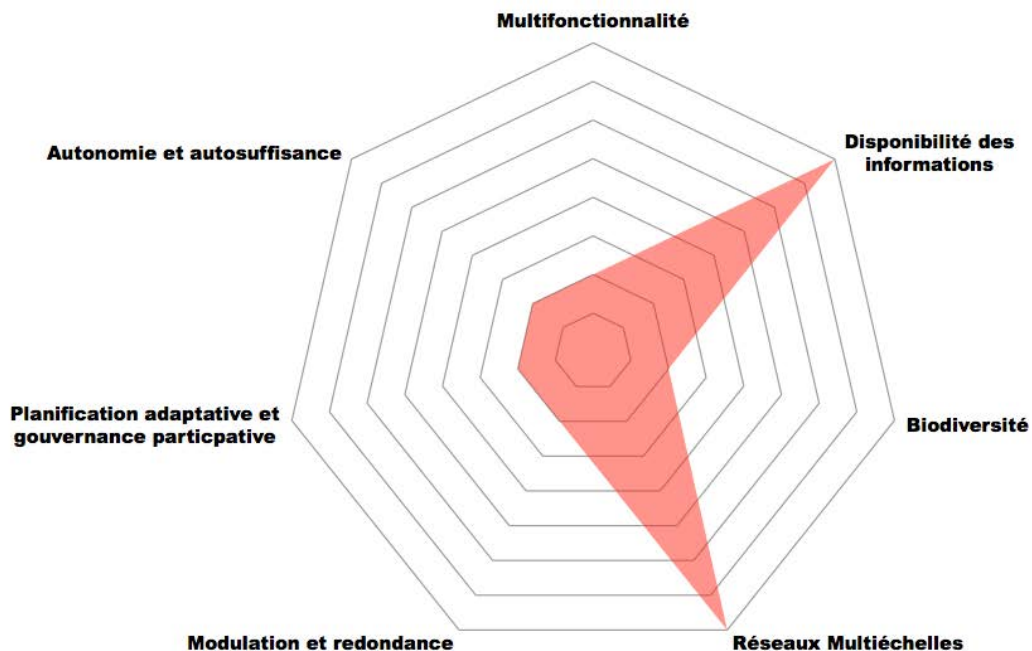 Multifonctionnalité
Disponibilité des
informations
Autonomie et autosuffisance
Planification adaptative et
gouvernance particpative
Biodiversité
Modulation et redondance
Réseaux Multiéchelles